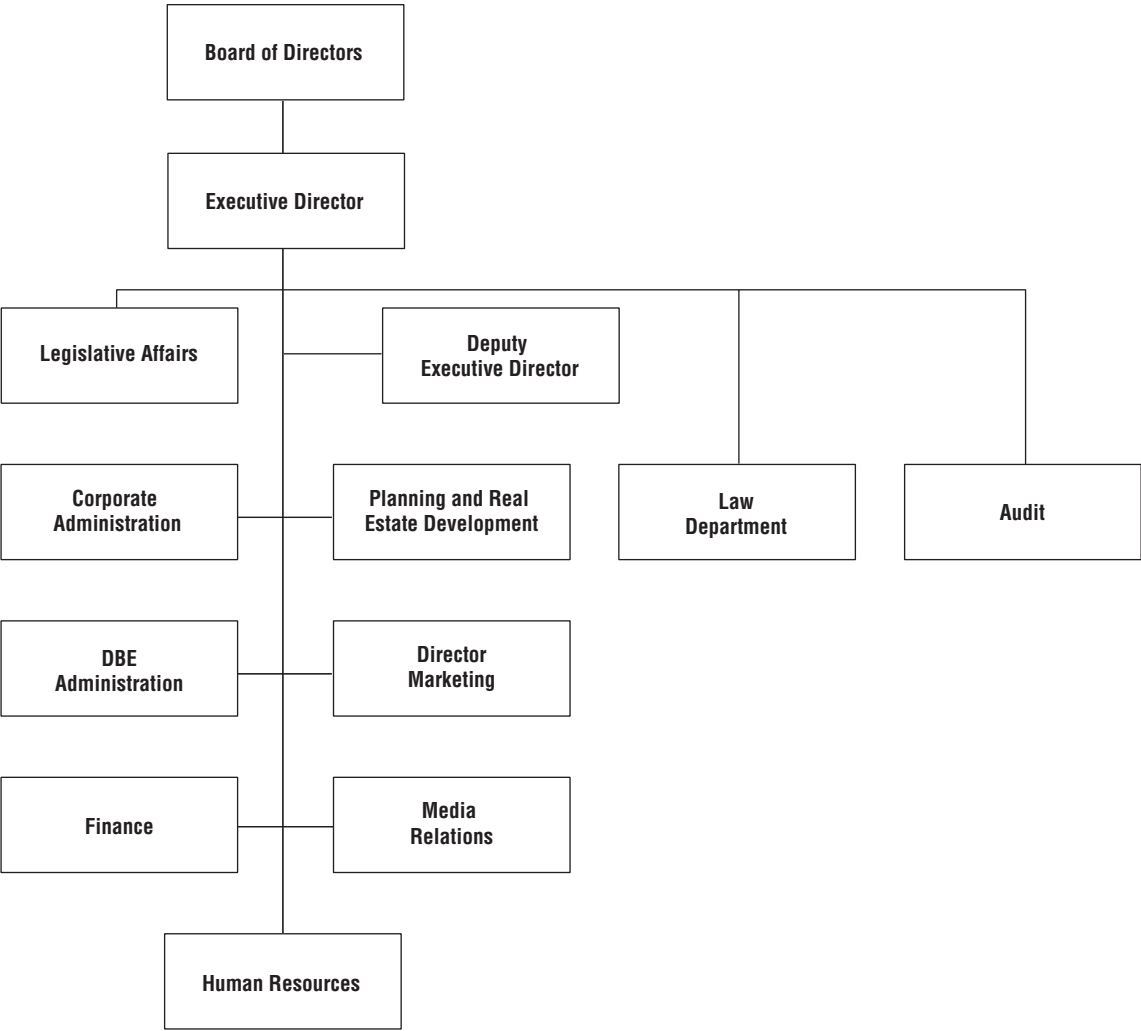 Board of Directors
Executive Director
Legislative Affairs
Deputy
Executive Director
Corporate
Administration
Planning and Real
Estate Development
Law
Department
Audit
DBE
Administration
Director
Marketing
Finance
Media
Relations
Human Resources